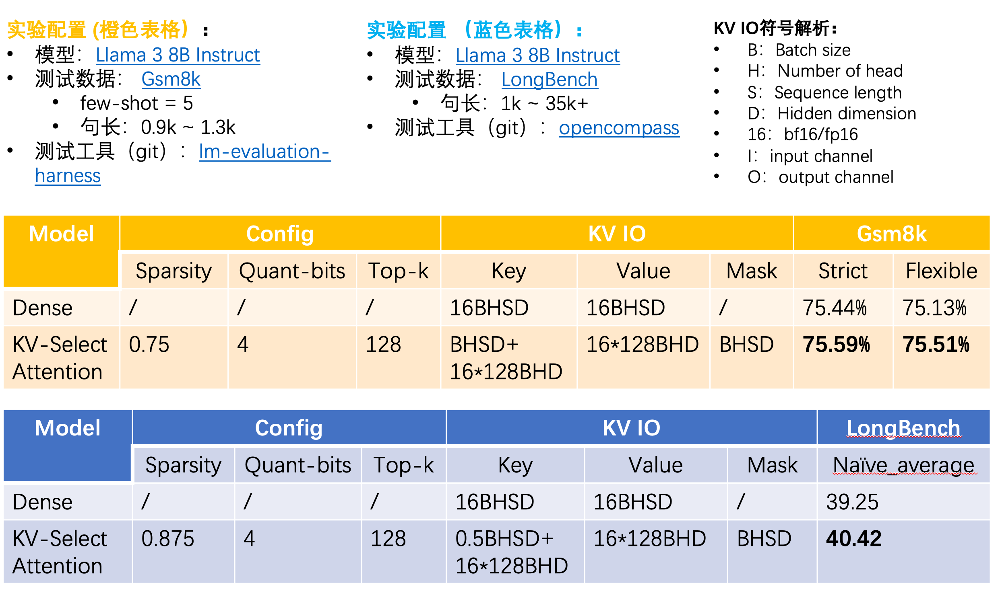 实验配置 (橙色表格）：
• 模型：Llama 3 8B Instruct
• 测试数据： Gsm8k
• few-shot = 5
• 句长：0.9k ~ 1.3k
• 测试工具（git）：lm-evaluation-
harness
实验配置 （蓝色表格）：
• 模型：Llama 3 8B Instruct
• 测试数据： LongBench
• 句长：1k ~ 35k+
• 测试工具（git）：opencompass
KV IO符号解析：
• B： Batch size
• H： Number of head
• S： Sequence length
• D： Hidden dimension
• 16： bf16/fp16
• I： input channel
• O： output channel
Model Config KV IO Gsm8k
Sparsity Quant-bits Top-k Key Value Mask Strict Flexible
Dense / / / 16BHSD 16BHSD / 75.44% 75.13%
KV-Select 0.75 4 128 BHSD+ 16*128BHD BHSD 75.59% 75.51%
Attention 16*128BHD
Model Config KV IO LongBench
Sparsity Quant-bits Top-k Key Value Mask Naïve_average
Dense / / / 16BHSD 16BHSD / 39.25
KV-Select 0.875 4 128 0.5BHSD+ 16*128BHD BHSD 40.42
Attention 16*128BHD